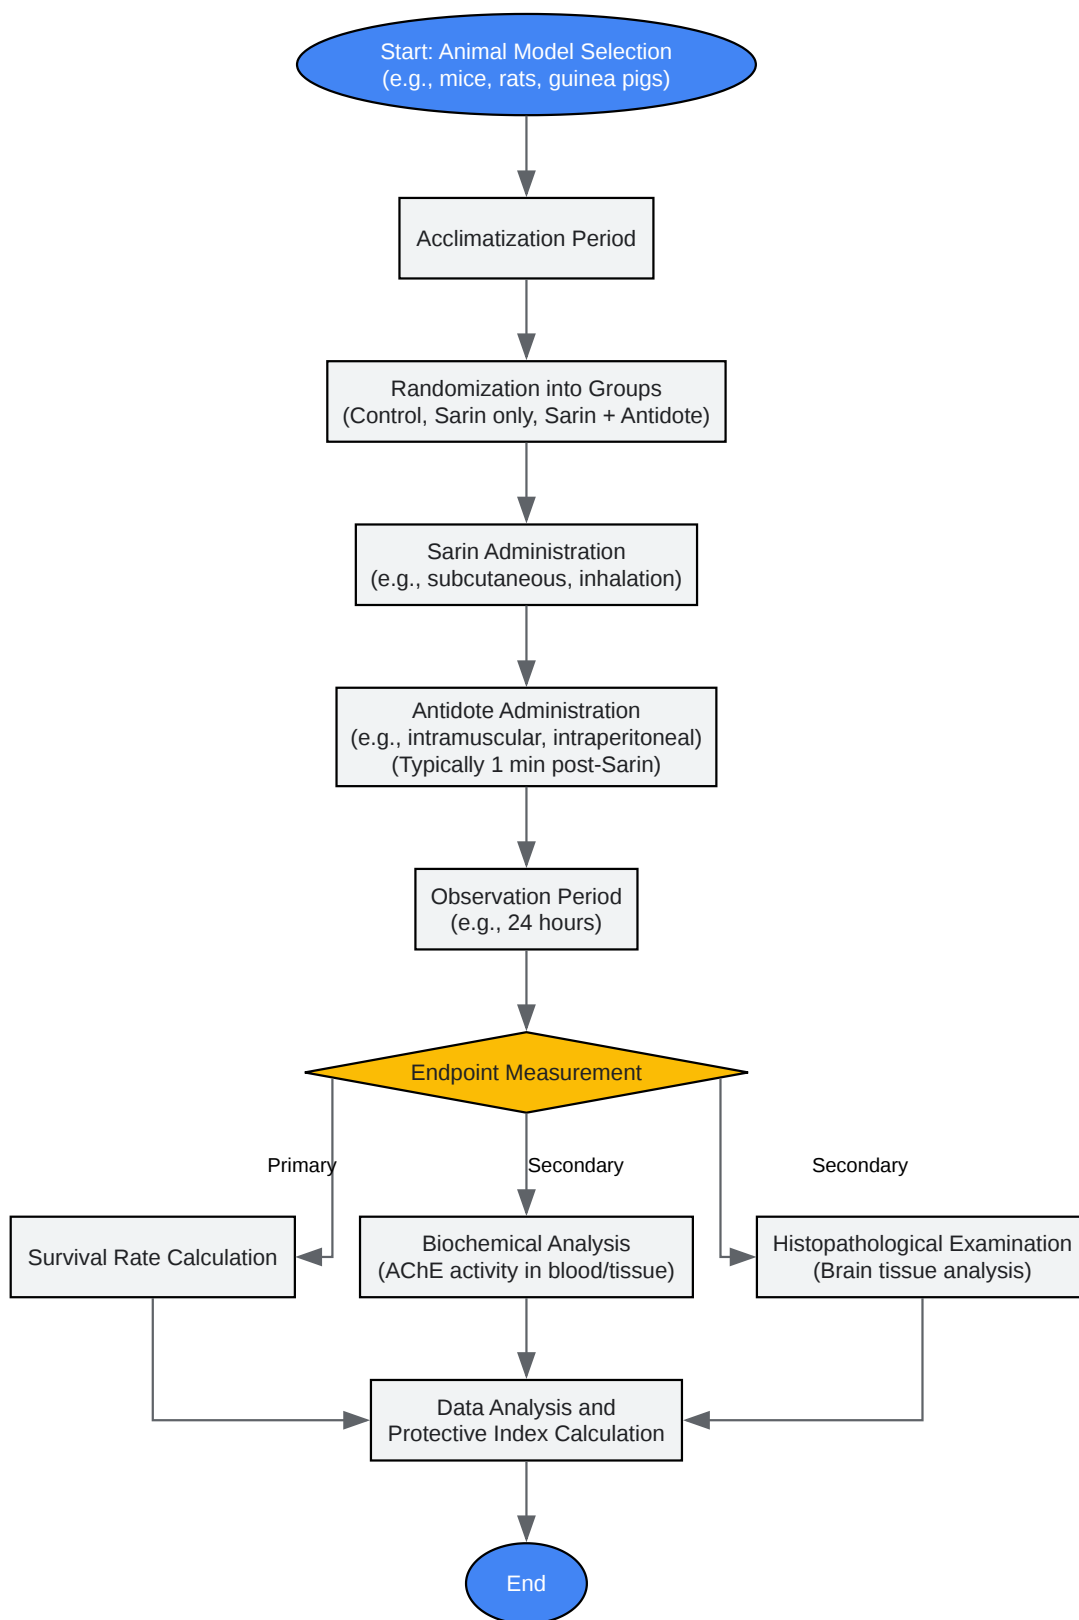 Start: Animal Model Selection
(e.g., mice, rats, guinea pigs)
Acclimatization Period
Randomization into Groups
(Control, Sarin only, Sarin + Antidote)
Sarin Administration
(e.g., subcutaneous, inhalation)
Antidote Administration
(e.g., intramuscular, intraperitoneal)
(Typically 1 min post-Sarin)
Observation Period
(e.g., 24 hours)
Endpoint Measurement
Primary
Secondary
Secondary
Survival Rate Calculation
Biochemical Analysis
(AChE activity in blood/tissue)
Histopathological Examination
(Brain tissue analysis)
Data Analysis and
Protective Index Calculation
End